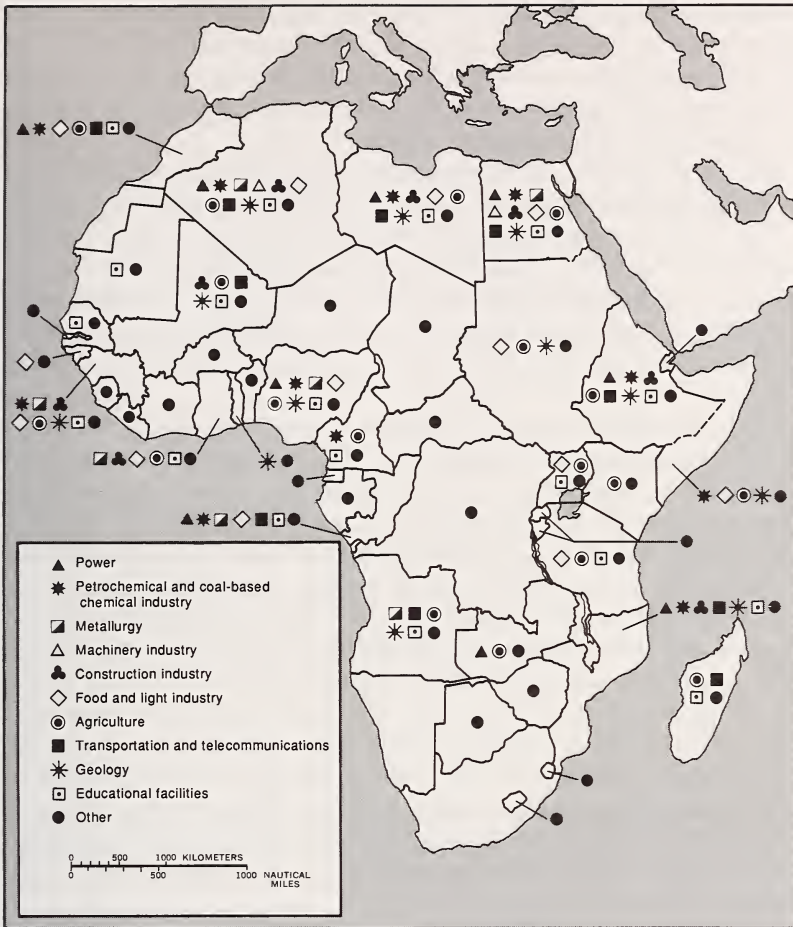 Power
Petrochemical and coal-based
chemical industry
Metallurgy
Machinery industry
Construction industry
Food and light industry
Agriculture
Transportation and telecommunications
Geology
Educational facilities
Other
0 500 1000 KILOMETERS
0 500 1000 NAUTICAL
MILES